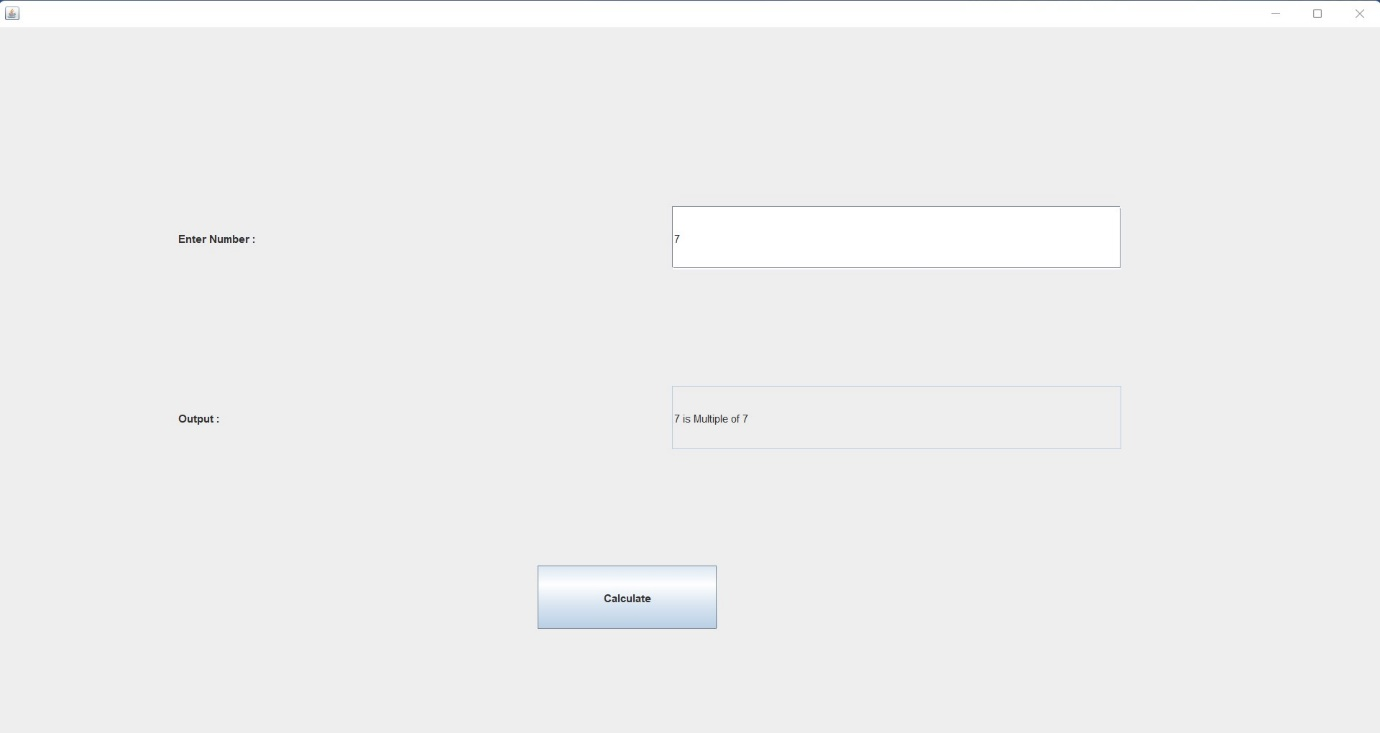 Enter Number :
7
Output :
7 is Multiple of 7
Calculate